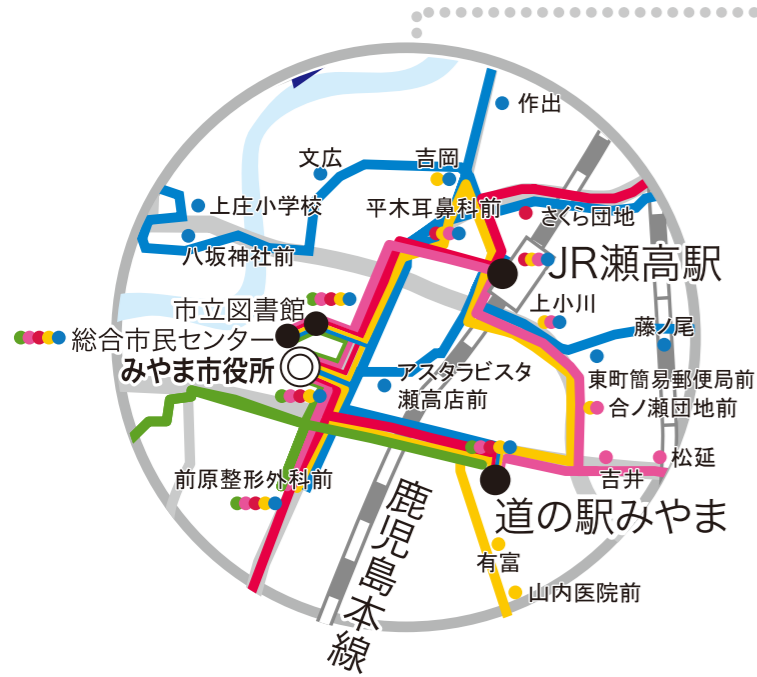 作出
文広
吉岡
上庄小学校
平木耳鼻科前
さくら団地
八坂神社前
JR瀬高駅
市立図書館
上小川
総合市民センター
藤ノ尾
みやま市役所
アスタラビスタ
瀬高店前
東町簡易郵便局前
合ノ瀬団地前
松延
吉井
前原整形外科前
道の駅みやま
鹿児島本線
有富
山内医院前